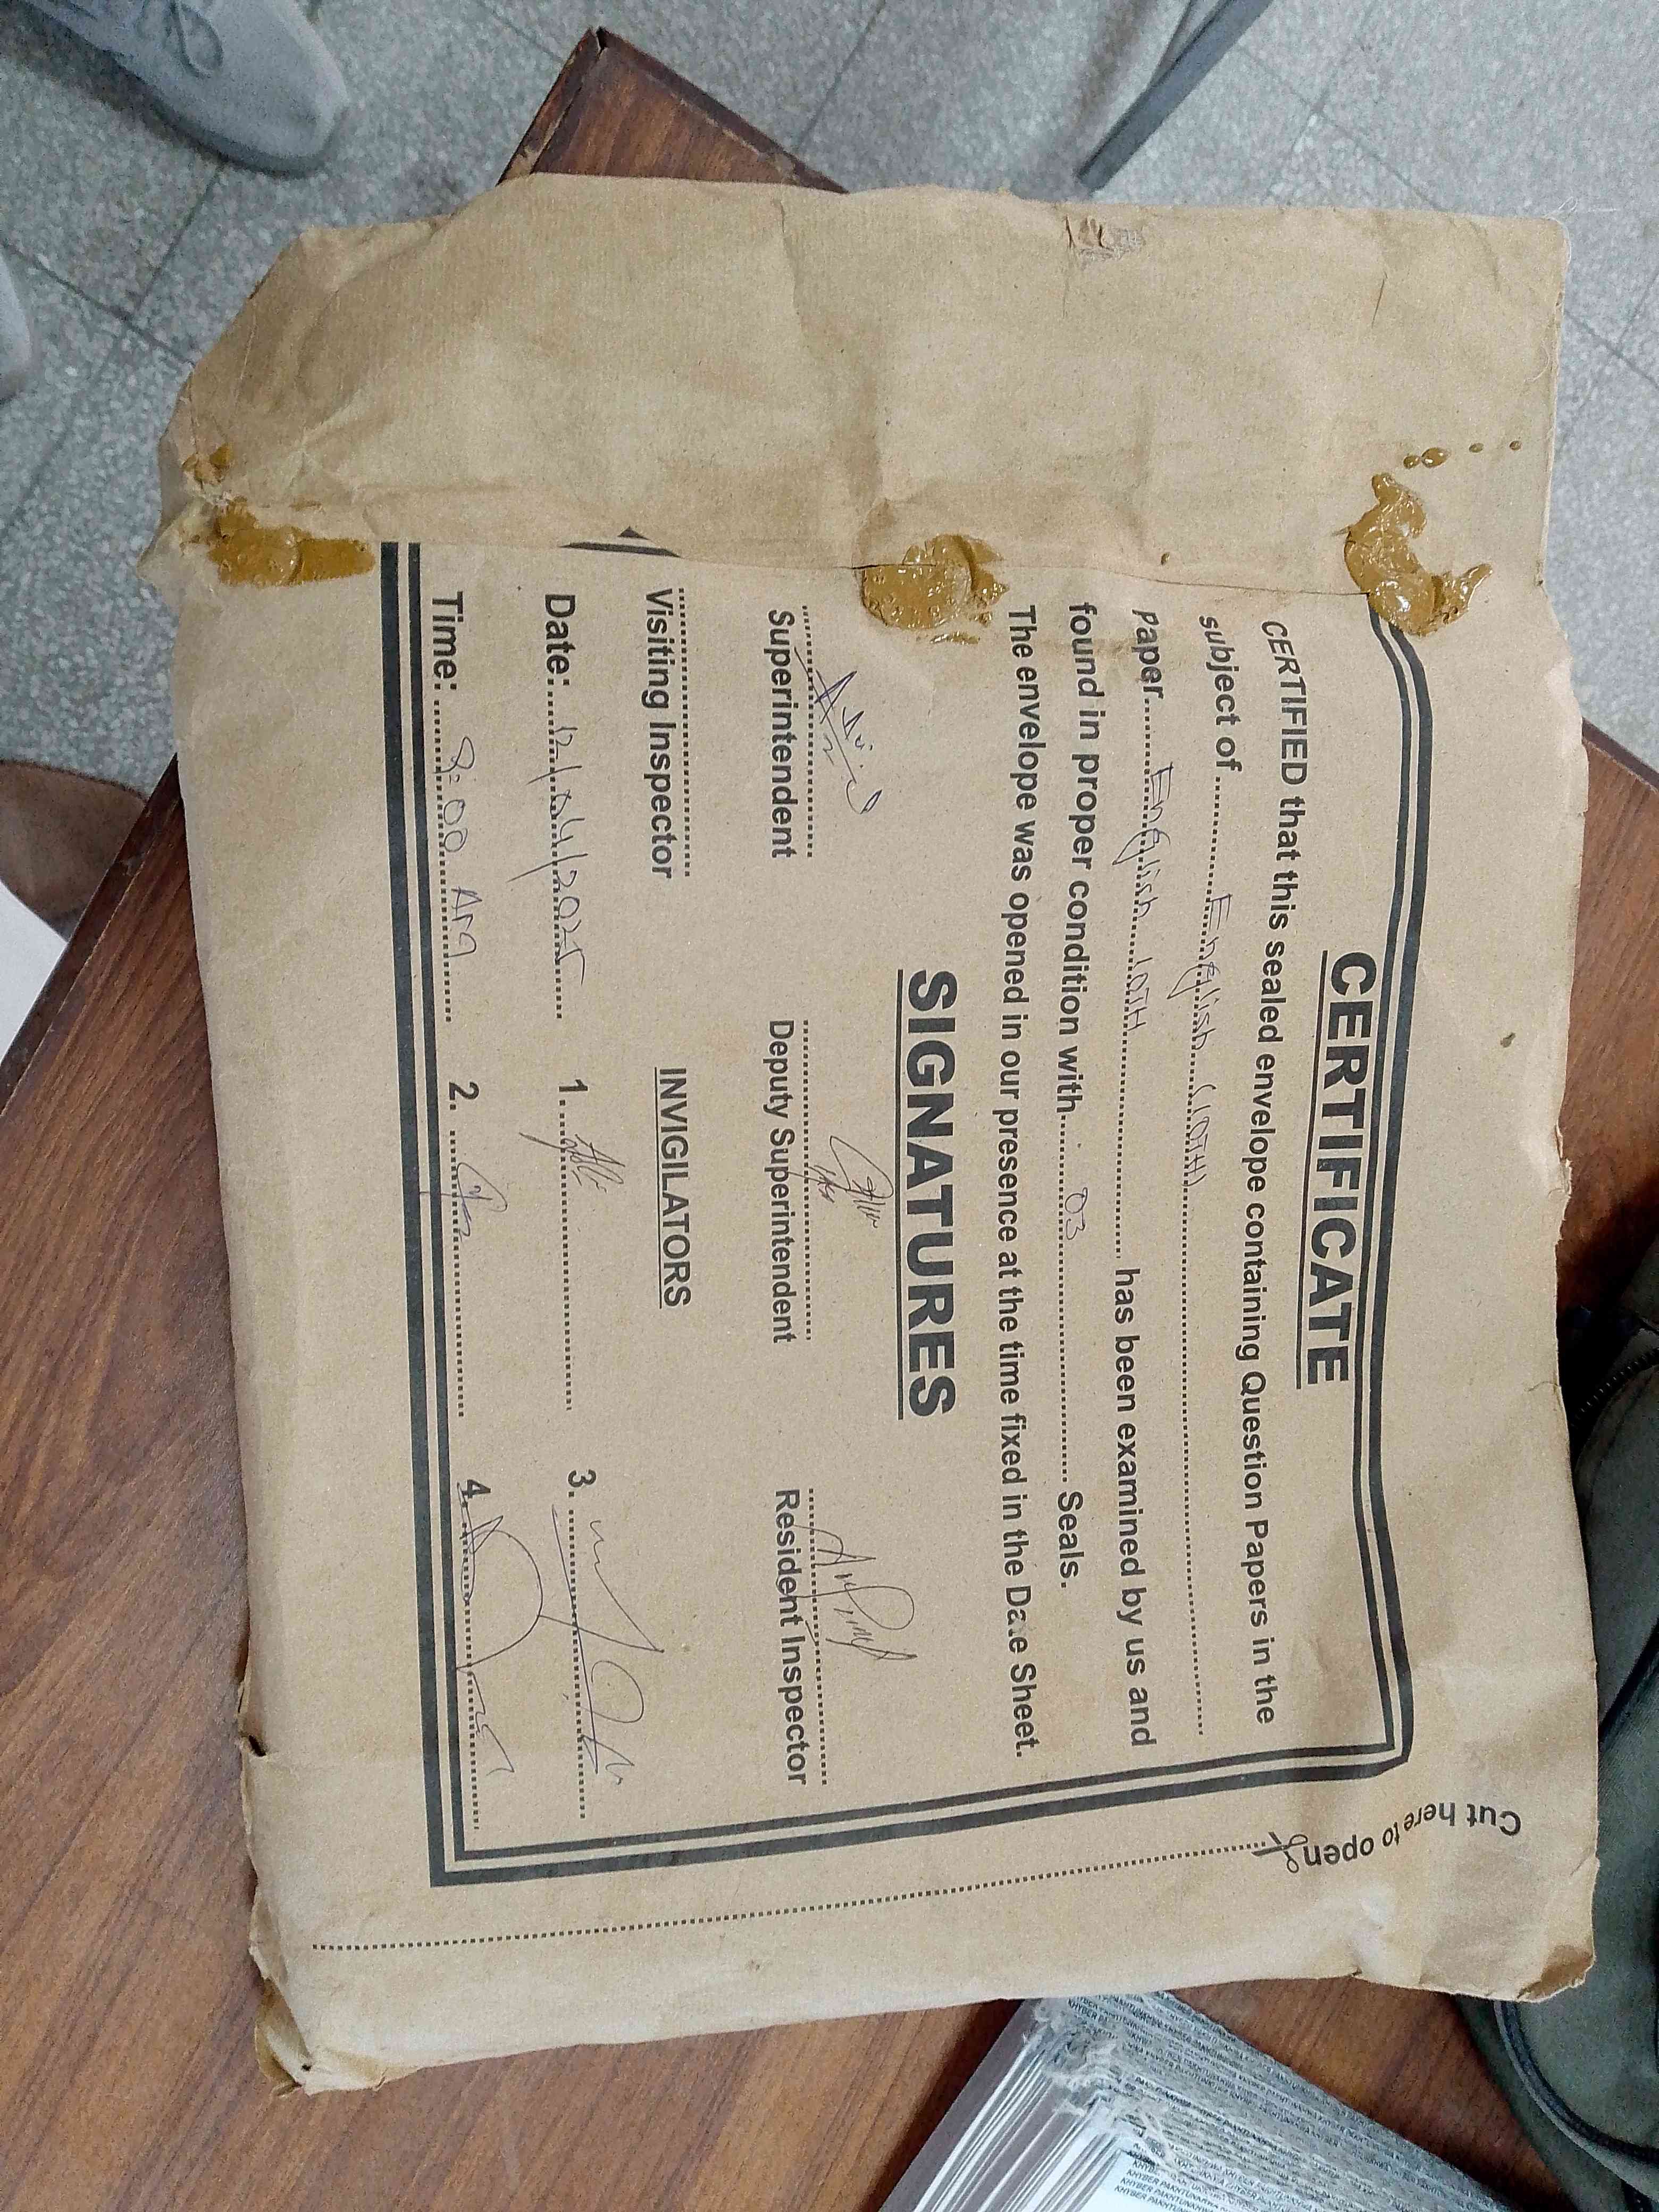 CERTIFICATE
CERTIFIED that this sealed envelope containing Question Papers in the
subject of ........ English (10TH) ........
paper........ English 10TH ........ has been examined by us and
found in proper condition with........ 03 ........ Seals.
The envelope was opened in our presence at the time fixed in the Date Sheet.
SIGNATURES
Superintendent Deputy Superintendent Resident Inspector
Visiting Inspector INVIGILATORS
Date: 12/04/2025 1. 3.
Time: 9:00 AM 2. 4.
Cut here to open
KHYBER PAKHTUNKHWA